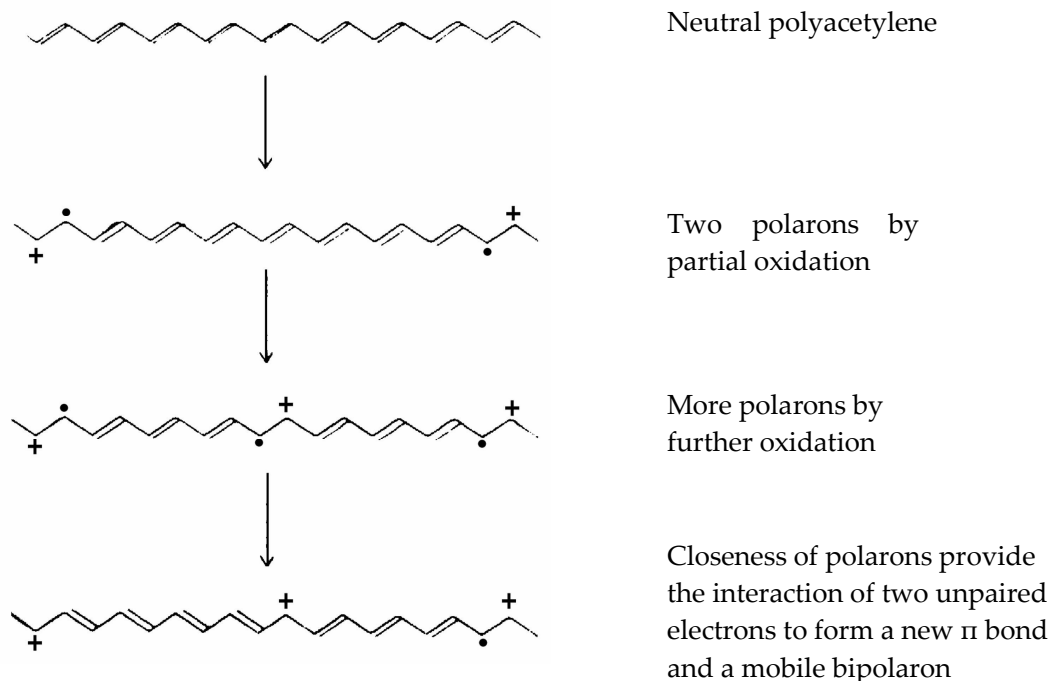 Neutral polyacetylene
+
+
Two polarons by
partial oxidation
+
+
+
More polarons by
further oxidation
+
+
+
Closeness of polarons provide
the interaction of two unpaired
electrons to form a new π bond
and a mobile bipolaron